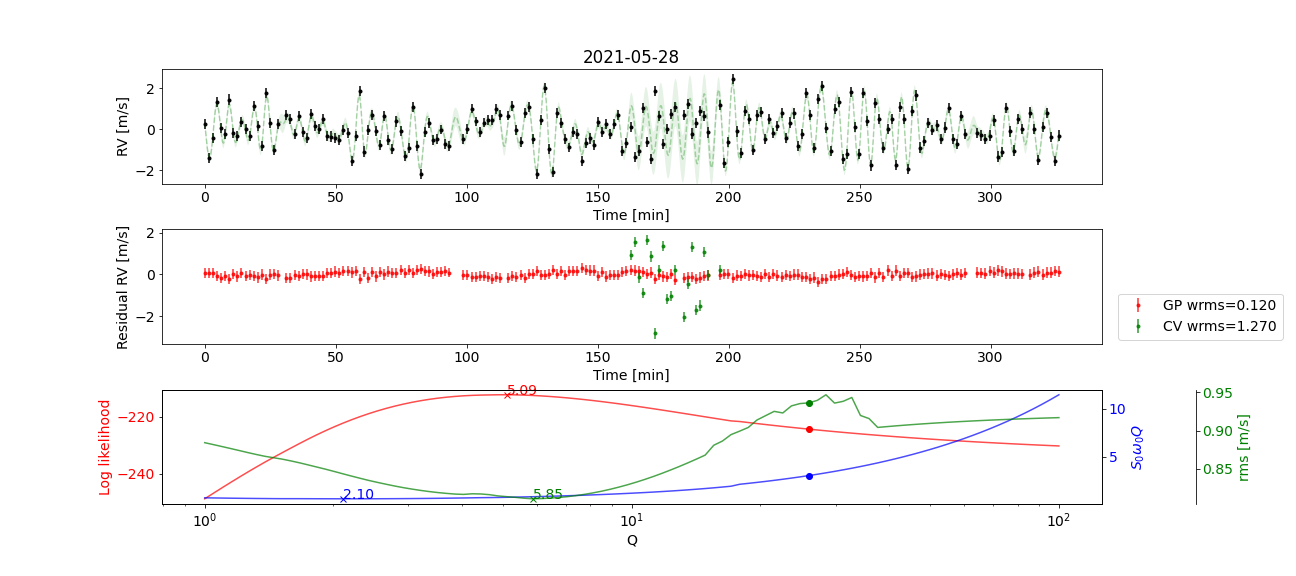 2021-05-28
RV [m/s]
2
0
−2
0 50 100 150 200 250 300
Time [min]
Residual RV [m/s]
2
0
−2
0 50 100 150 200 250 300
Time [min]
GP wrms=0.120
CV wrms=1.270
Log likelihood
−220
−240
5.09
2.10
5.85
10
5
S₀ω₀Q
0.95
0.90
0.85
rms [m/s]
10⁰ 10¹ 10²
Q